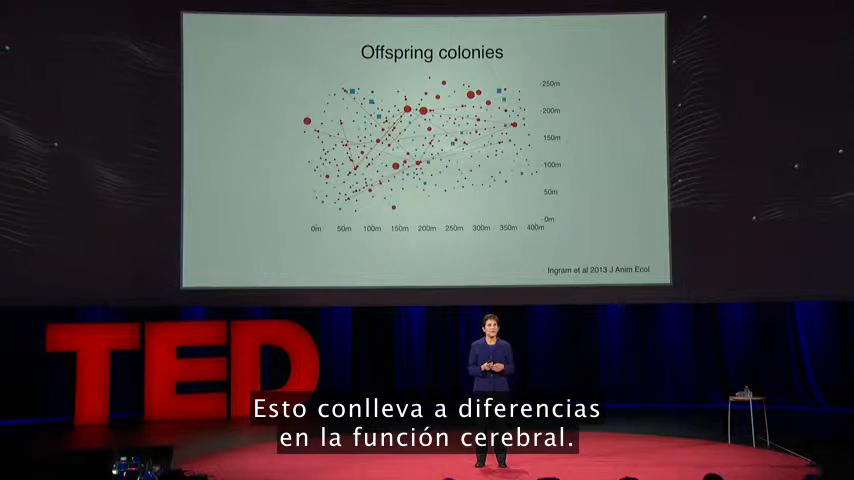 Offspring colonies
250m
200m
150m
100m
50m
0m
0m 50m 100m 150m 200m 250m 300m 350m 400m
Ingram et al 2013 J Anim Ecol
TED
Esto conlleva a diferencias
en la función cerebral.